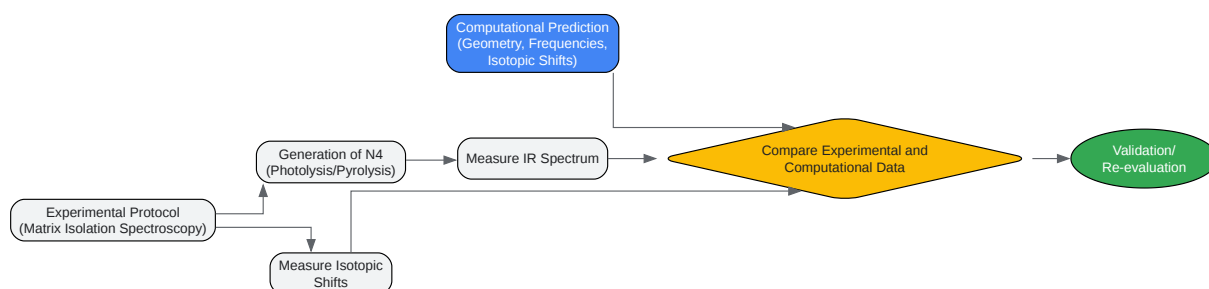 Computational Prediction
(Geometry, Frequencies,
Isotopic Shifts)
Generation of N4
(Photolysis/Pyrolysis)
Measure IR Spectrum
Compare Experimental and
Computational Data
Validation/
Re-evaluation
Experimental Protocol
(Matrix Isolation Spectroscopy)
Measure Isotopic
Shifts